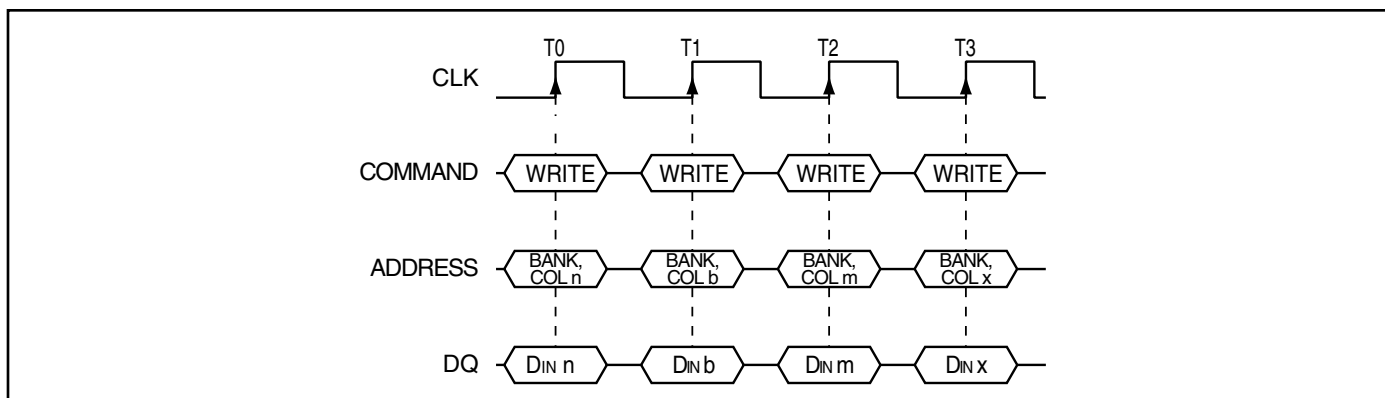 T0 T1 T2 T3
CLK
COMMAND WRITE WRITE WRITE WRITE
BANK, BANK, BANK, BANK,
ADDRESS
COL n COL b COL m COL x
DQ DIN n DIN b DIN m DIN x